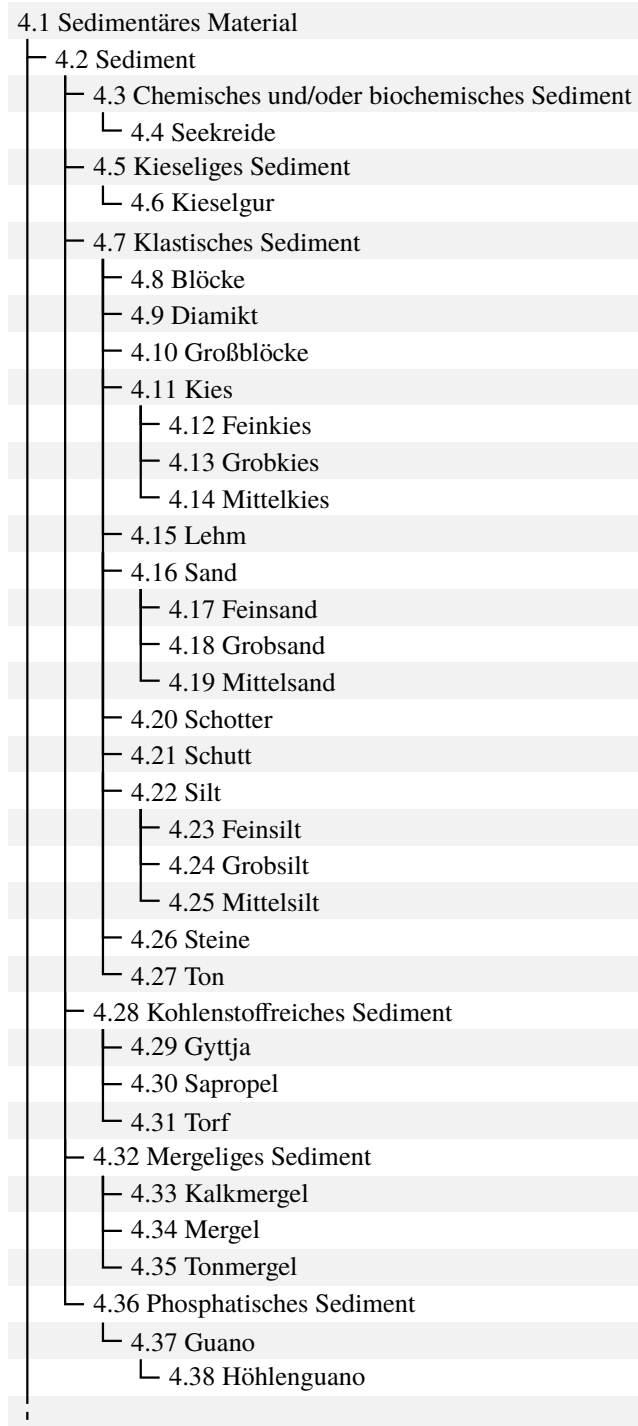 4.1 Sedimentäres Material
4.2 Sediment
4.3 Chemisches und/oder biochemisches Sediment
4.4 Seekreide
4.5 Kieseliges Sediment
4.6 Kieselgur
4.7 Klastisches Sediment
4.8 Blöcke
4.9 Diamikt
4.10 Großblöcke
4.11 Kies
4.12 Feinkies
4.13 Grobkies
4.14 Mittelkies
4.15 Lehm
4.16 Sand
4.17 Feinsand
4.18 Grobsand
4.19 Mittelsand
4.20 Schotter
4.21 Schutt
4.22 Silt
4.23 Feinsilt
4.24 Grobsilt
4.25 Mittelsilt
4.26 Steine
4.27 Ton
4.28 Kohlenstoffreiches Sediment
4.29 Gyttja
4.30 Sapropel
4.31 Torf
4.32 Mergeliges Sediment
4.33 Kalkmergel
4.34 Mergel
4.35 Tonmergel
4.36 Phosphatisches Sediment
4.37 Guano
4.38 Höhlenguano